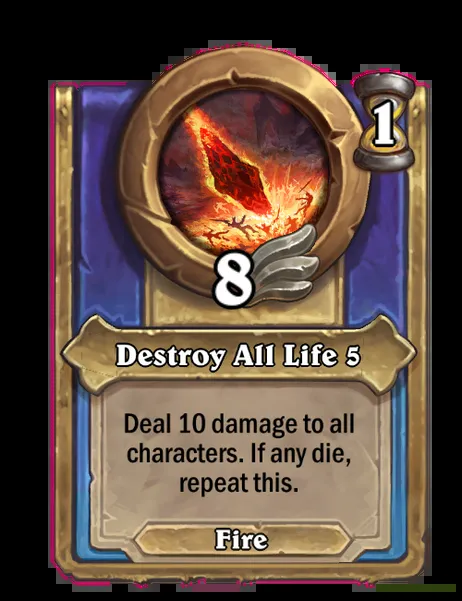 1
8
Destroy All Life 5
Deal 10 damage to all
characters. If any die,
repeat this.
Fire